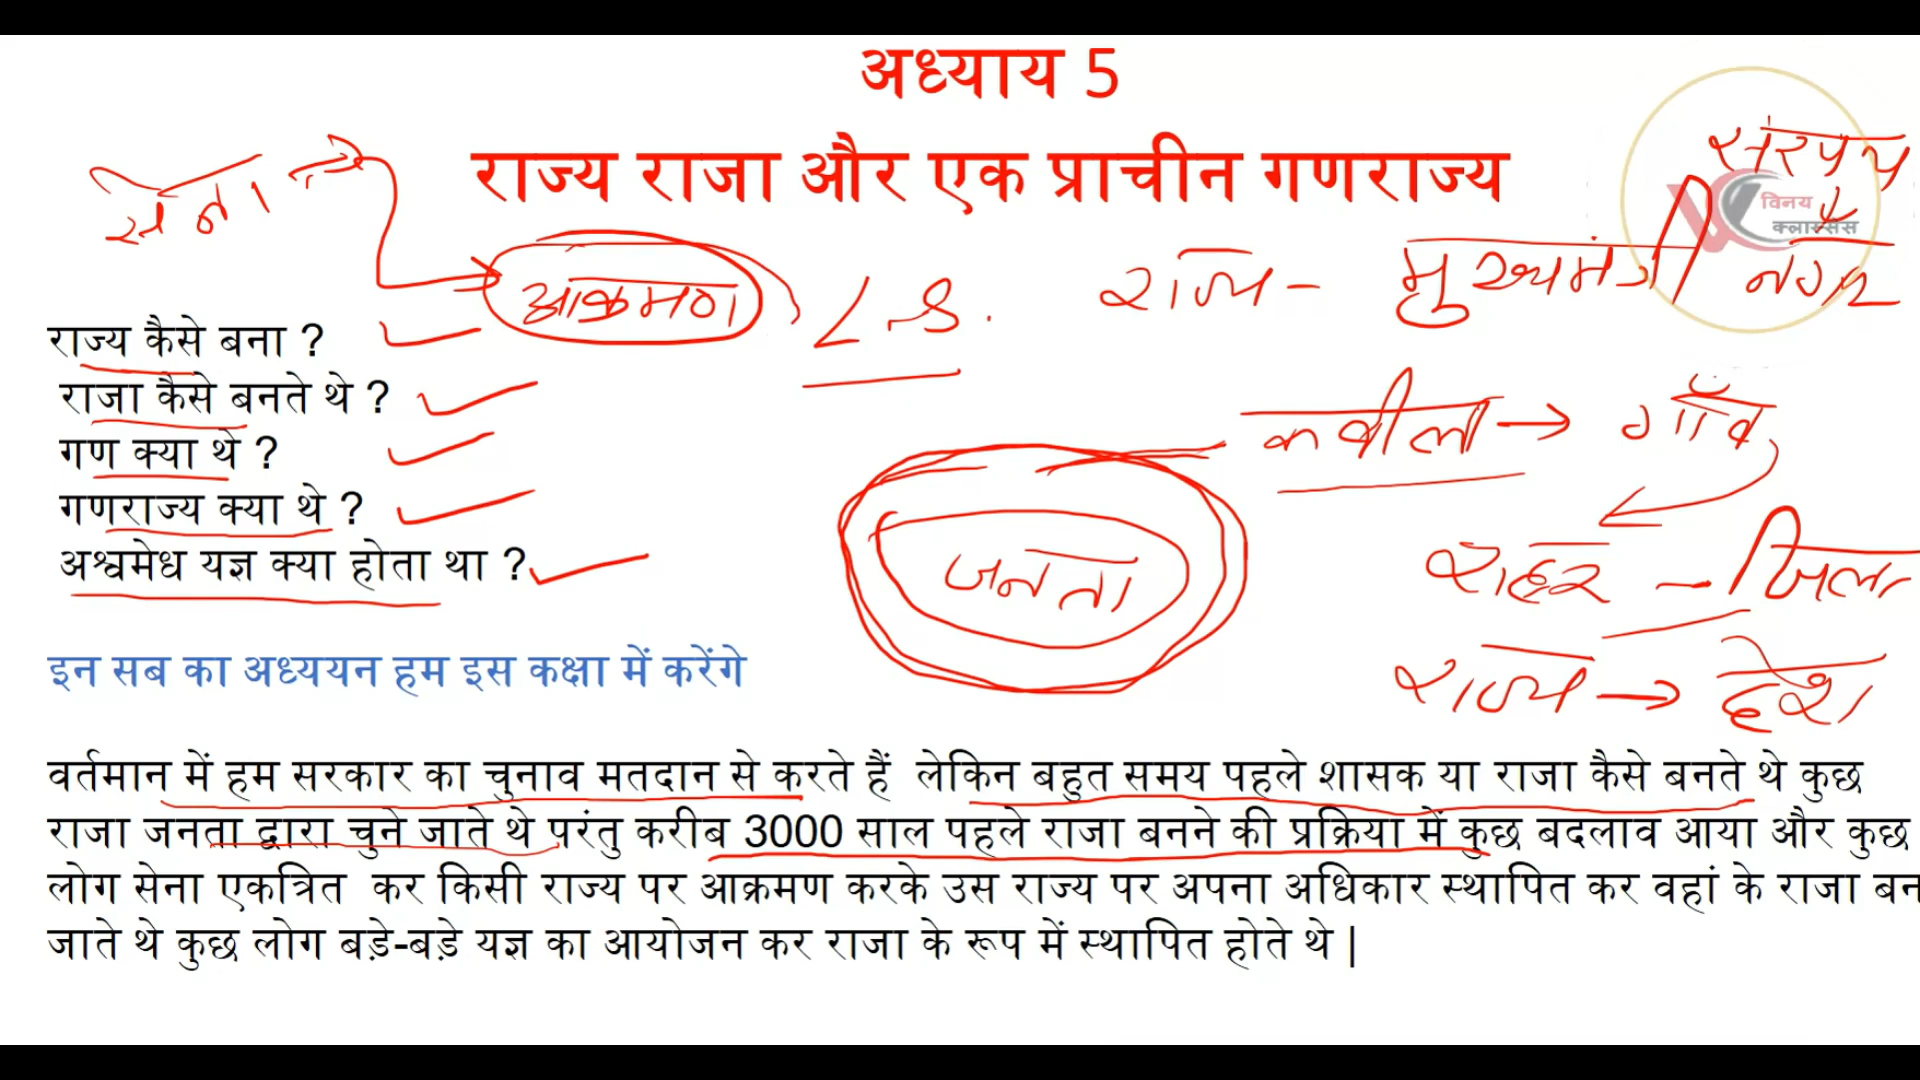 अध्याय 5
राज्य राजा और एक प्राचीन गणराज्य
सरपंच
सेना
विनय
क्लासेस
नगर
आक्रमण
राज्य - मुख्यमंत्री
राज्य कैसे बना ?
राजा कैसे बनते थे ?
कबीला → गाँव
गण क्या थे ?
गणराज्य क्या थे ?
अश्वमेध यज्ञ क्या होता था ?
जनता
शहर - जिला
इन सब का अध्ययन हम इस कक्षा में करेंगे
राज्य → देश
वर्तमान में हम सरकार का चुनाव मतदान से करते हैं लेकिन बहुत समय पहले शासक या राजा कैसे बनते थे कुछ
राजा जनता द्वारा चुने जाते थे परंतु करीब 3000 साल पहले राजा बनने की प्रक्रिया में कुछ बदलाव आया और कुछ
लोग सेना एकत्रित कर किसी राज्य पर आक्रमण करके उस राज्य पर अपना अधिकार स्थापित कर वहां के राजा बन
जाते थे कुछ लोग बड़े-बड़े यज्ञ का आयोजन कर राजा के रूप में स्थापित होते थे |